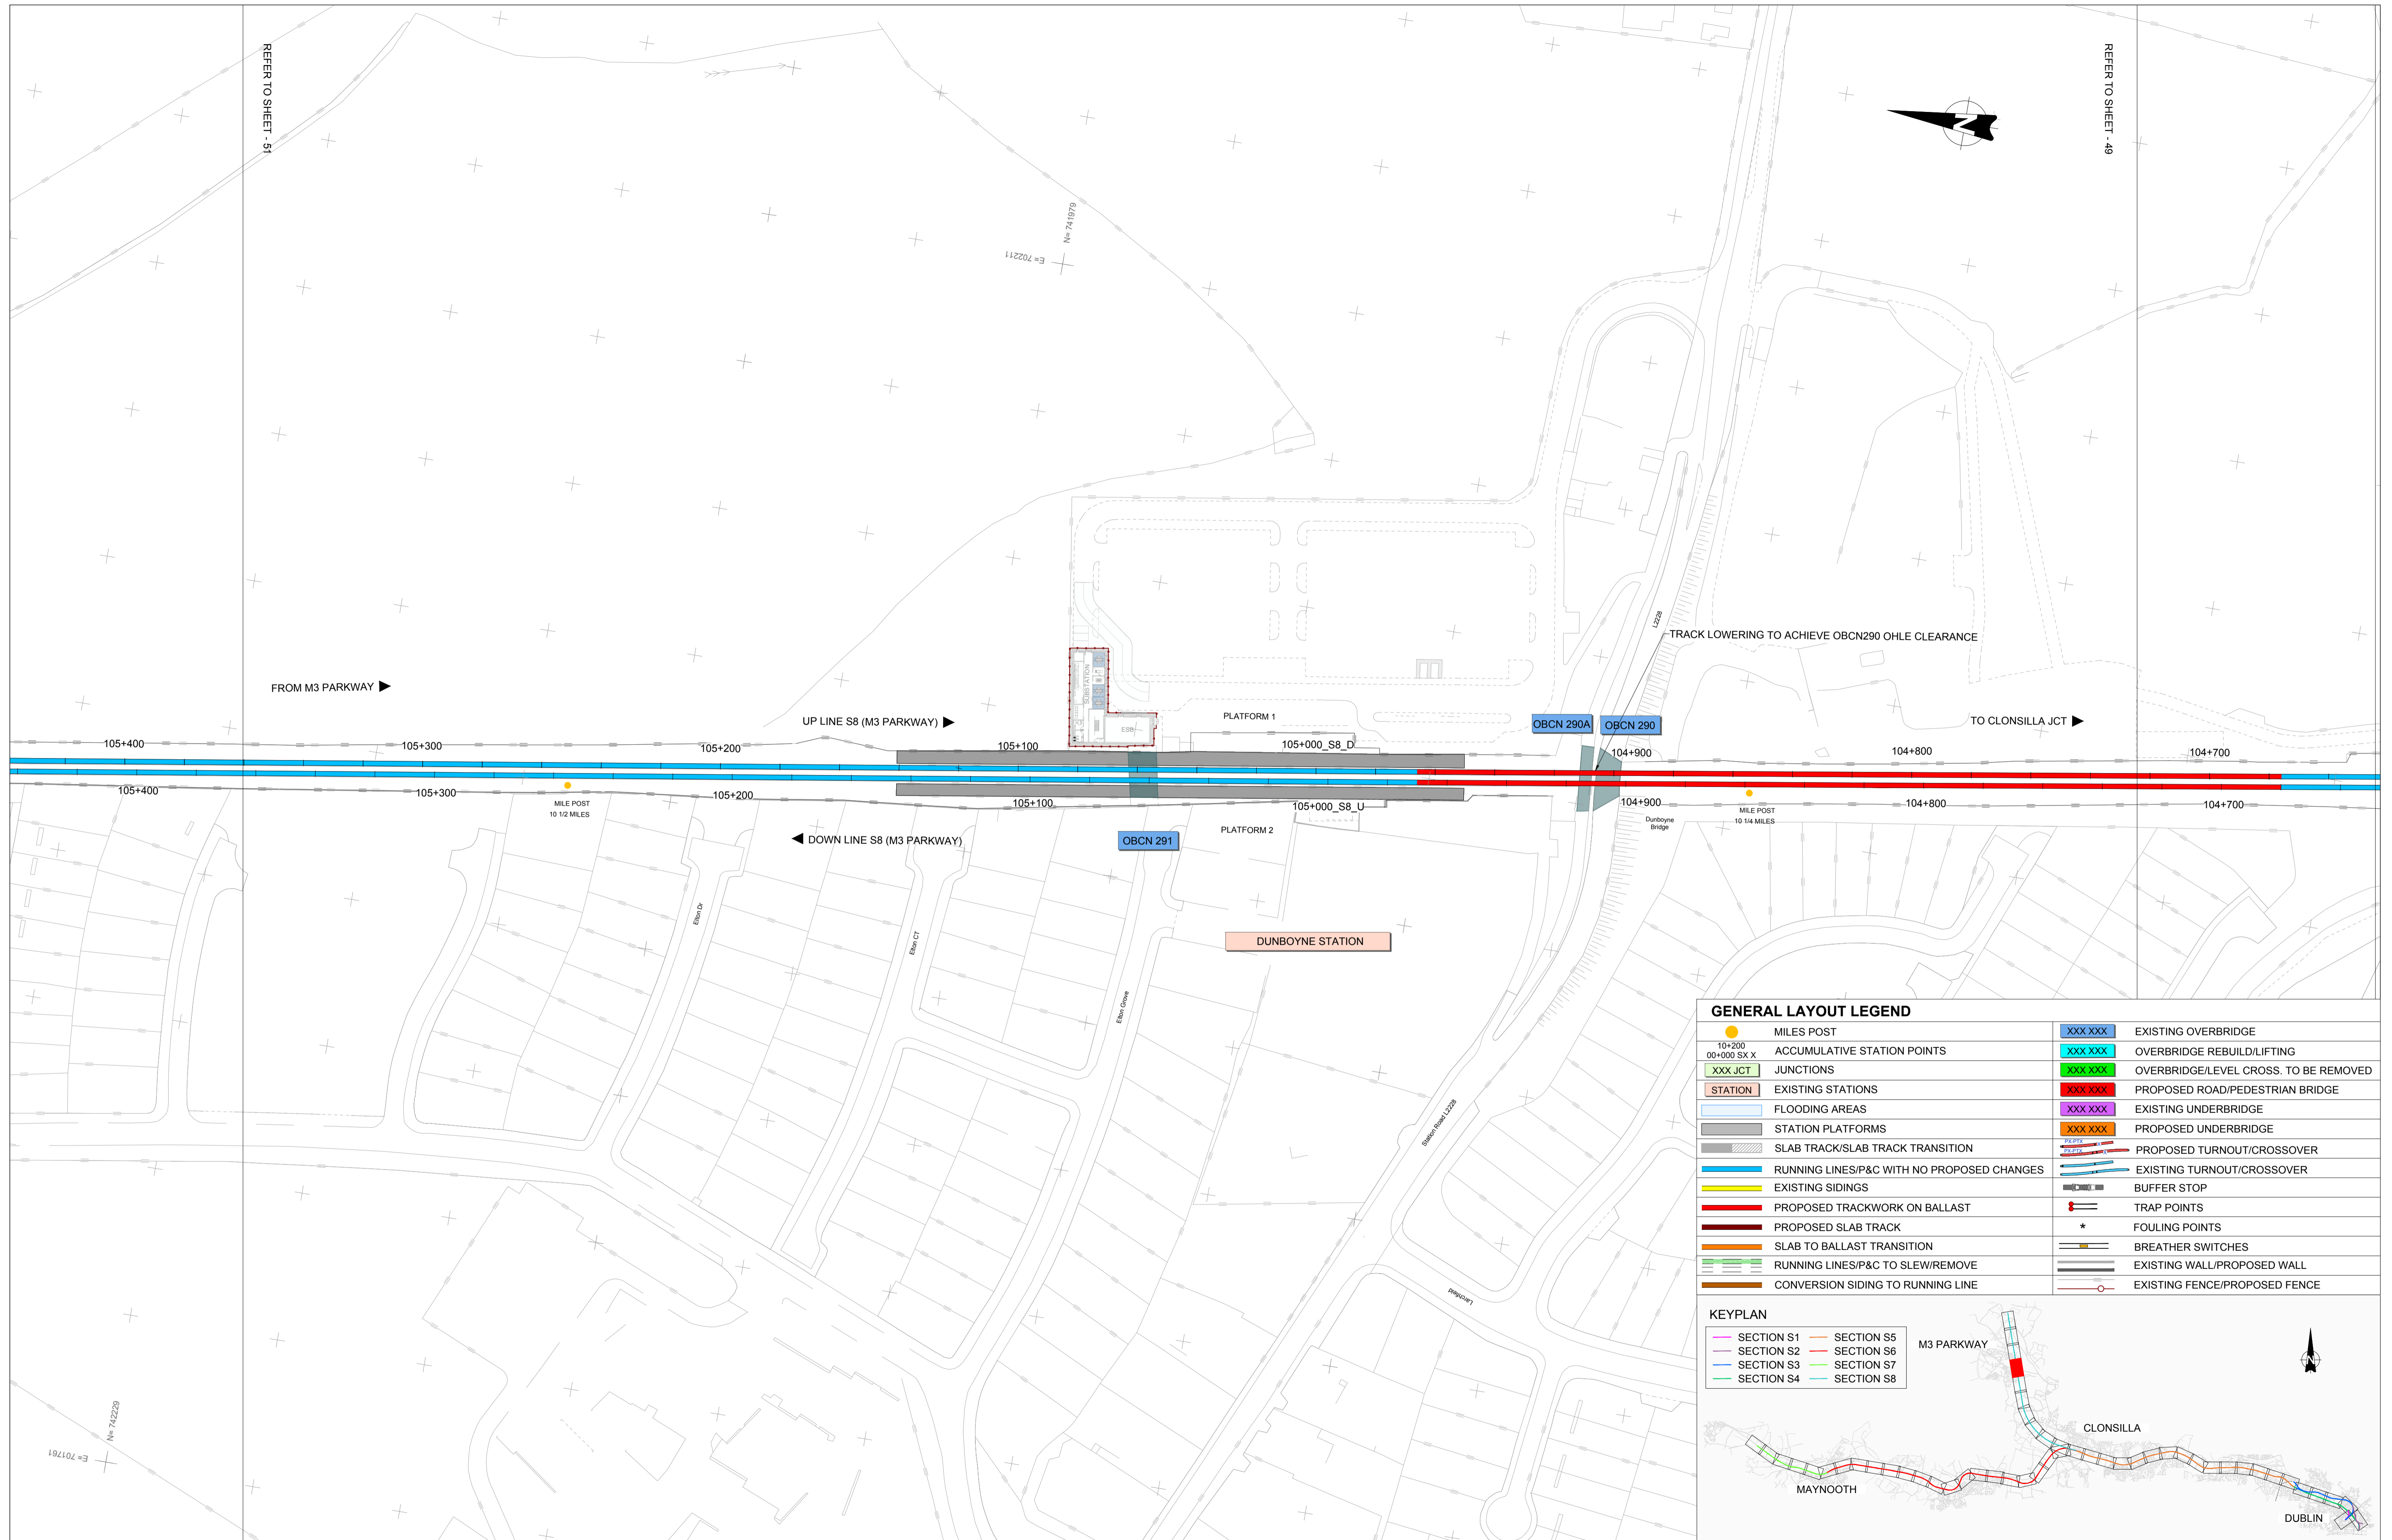 REFER TO SHEET - 51
REFER TO SHEET - 49
N
N= 741979
E= 702211
L2228
TRACK LOWERING TO ACHIEVE OBCN290 OHLE CLEARANCE
FROM M3 PARKWAY
UP LINE S8 (M3 PARKWAY)
SUBSTATION
ESB
PLATFORM 1
OBCN 290A
OBCN 290
TO CLONSILLA JCT
105+400
105+300
105+200
105+100
105+000_S8_D
104+900
104+800
104+700
105+400
105+300
105+200
105+100
105+000_S8_U
104+900
104+800
104+700
MILE POST
10 1/2 MILES
MILE POST
10 1/4 MILES
Dunboyne
Bridge
DOWN LINE S8 (M3 PARKWAY)
OBCN 291
PLATFORM 2
DUNBOYNE STATION
Elton Dr
Elton CT
Elton Grove
Station Road L2228
Larchfield
N= 742229
E= 701761
GENERAL LAYOUT LEGEND
MILES POST
10+200
00+000 SX X
ACCUMULATIVE STATION POINTS
XXX JCT
JUNCTIONS
STATION
EXISTING STATIONS
FLOODING AREAS
STATION PLATFORMS
SLAB TRACK/SLAB TRACK TRANSITION
RUNNING LINES/P&C WITH NO PROPOSED CHANGES
EXISTING SIDINGS
PROPOSED TRACKWORK ON BALLAST
PROPOSED SLAB TRACK
SLAB TO BALLAST TRANSITION
RUNNING LINES/P&C TO SLEW/REMOVE
CONVERSION SIDING TO RUNNING LINE
XXX XXX
EXISTING OVERBRIDGE
XXX XXX
OVERBRIDGE REBUILD/LIFTING
XXX XXX
OVERBRIDGE/LEVEL CROSS. TO BE REMOVED
XXX XXX
PROPOSED ROAD/PEDESTRIAN BRIDGE
XXX XXX
EXISTING UNDERBRIDGE
XXX XXX
PROPOSED UNDERBRIDGE
PX-PTX
PX-PTX
PROPOSED TURNOUT/CROSSOVER
EXISTING TURNOUT/CROSSOVER
BUFFER STOP
TRAP POINTS
*
FOULING POINTS
BREATHER SWITCHES
EXISTING WALL/PROPOSED WALL
EXISTING FENCE/PROPOSED FENCE
KEYPLAN
SECTION S1
SECTION S2
SECTION S3
SECTION S4
SECTION S5
SECTION S6
SECTION S7
SECTION S8
M3 PARKWAY
N
CLONSILLA
MAYNOOTH
DUBLIN